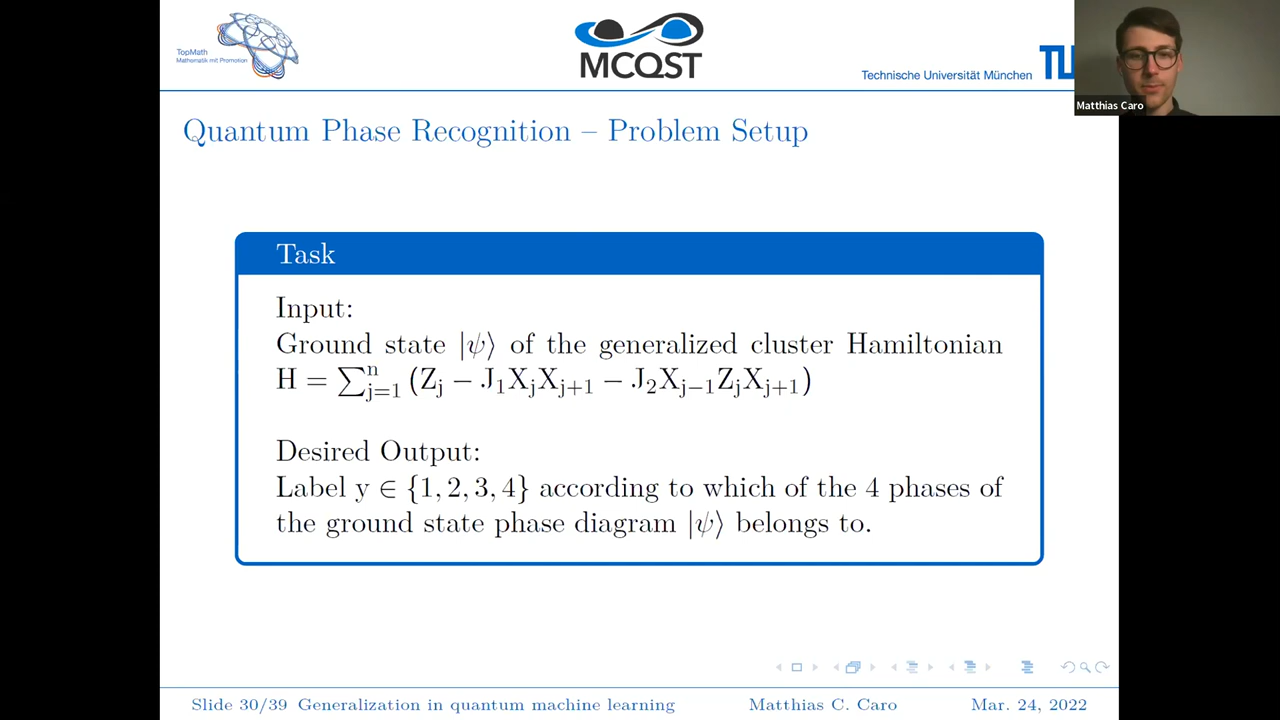 TopMath
Mathematik mit Promotion
MCQST
Technische Universität München
TU
Matthias Caro
Quantum Phase Recognition – Problem Setup
Task
Input:
Ground state |ψ⟩ of the generalized cluster Hamiltonian
H = ∑ⁿⱼ₌₁ (Zⱼ − J₁XⱼXⱼ₊₁ − J₂Xⱼ₋₁ZⱼXⱼ₊₁)
Desired Output:
Label y ∈ {1, 2, 3, 4} according to which of the 4 phases of
the ground state phase diagram |ψ⟩ belongs to.
Slide 30/39 Generalization in quantum machine learning Matthias C. Caro Mar. 24, 2022